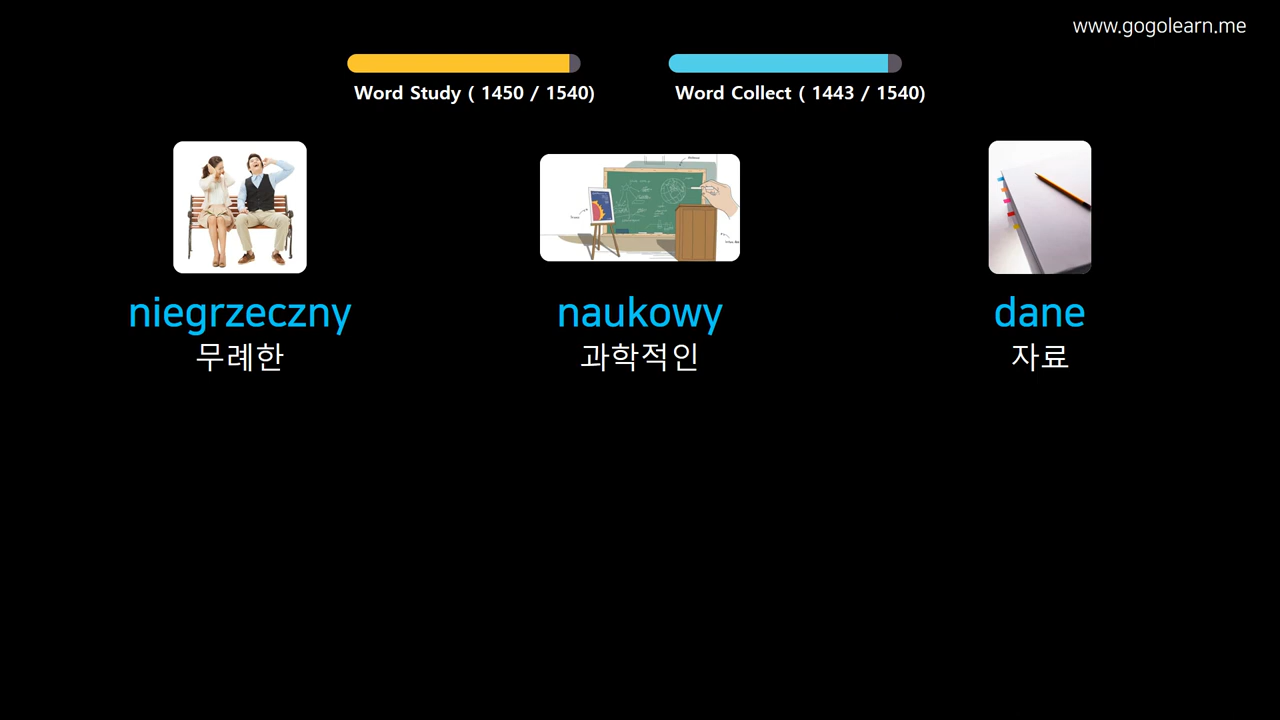 www.gogolearn.me
Word Study ( 1450 / 1540)
Word Collect ( 1443 / 1540)
niegrzeczny
무례한
naukowy
과학적인
dane
자료